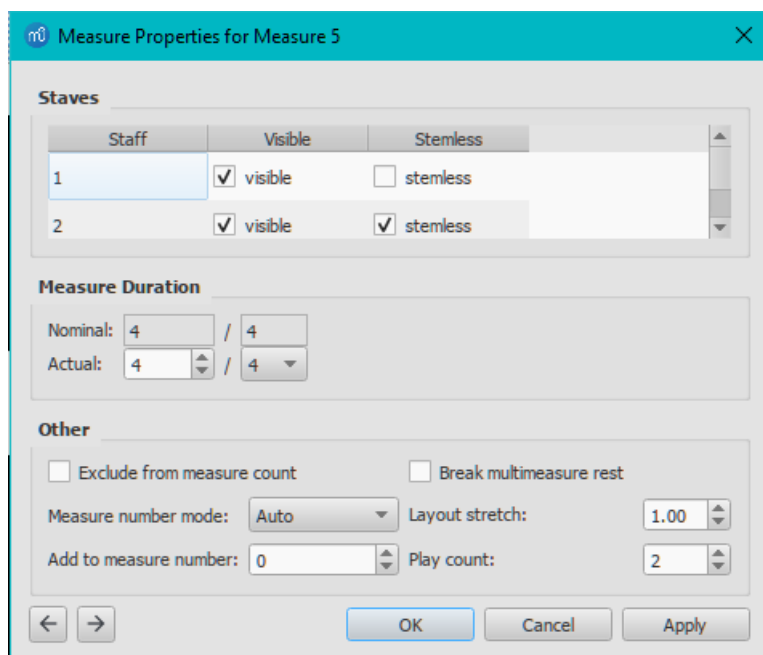 Measure Properties for Measure 5
Staves
Staff Visible Stemless
1 visible stemless
2 visible stemless
Measure Duration
Nominal: 4 / 4
Actual: 4 / 4
Other
Exclude from measure count Break multimeasure rest
Measure number mode: Auto Layout stretch: 1.00
Add to measure number: 0 Play count: 2
OK Cancel Apply